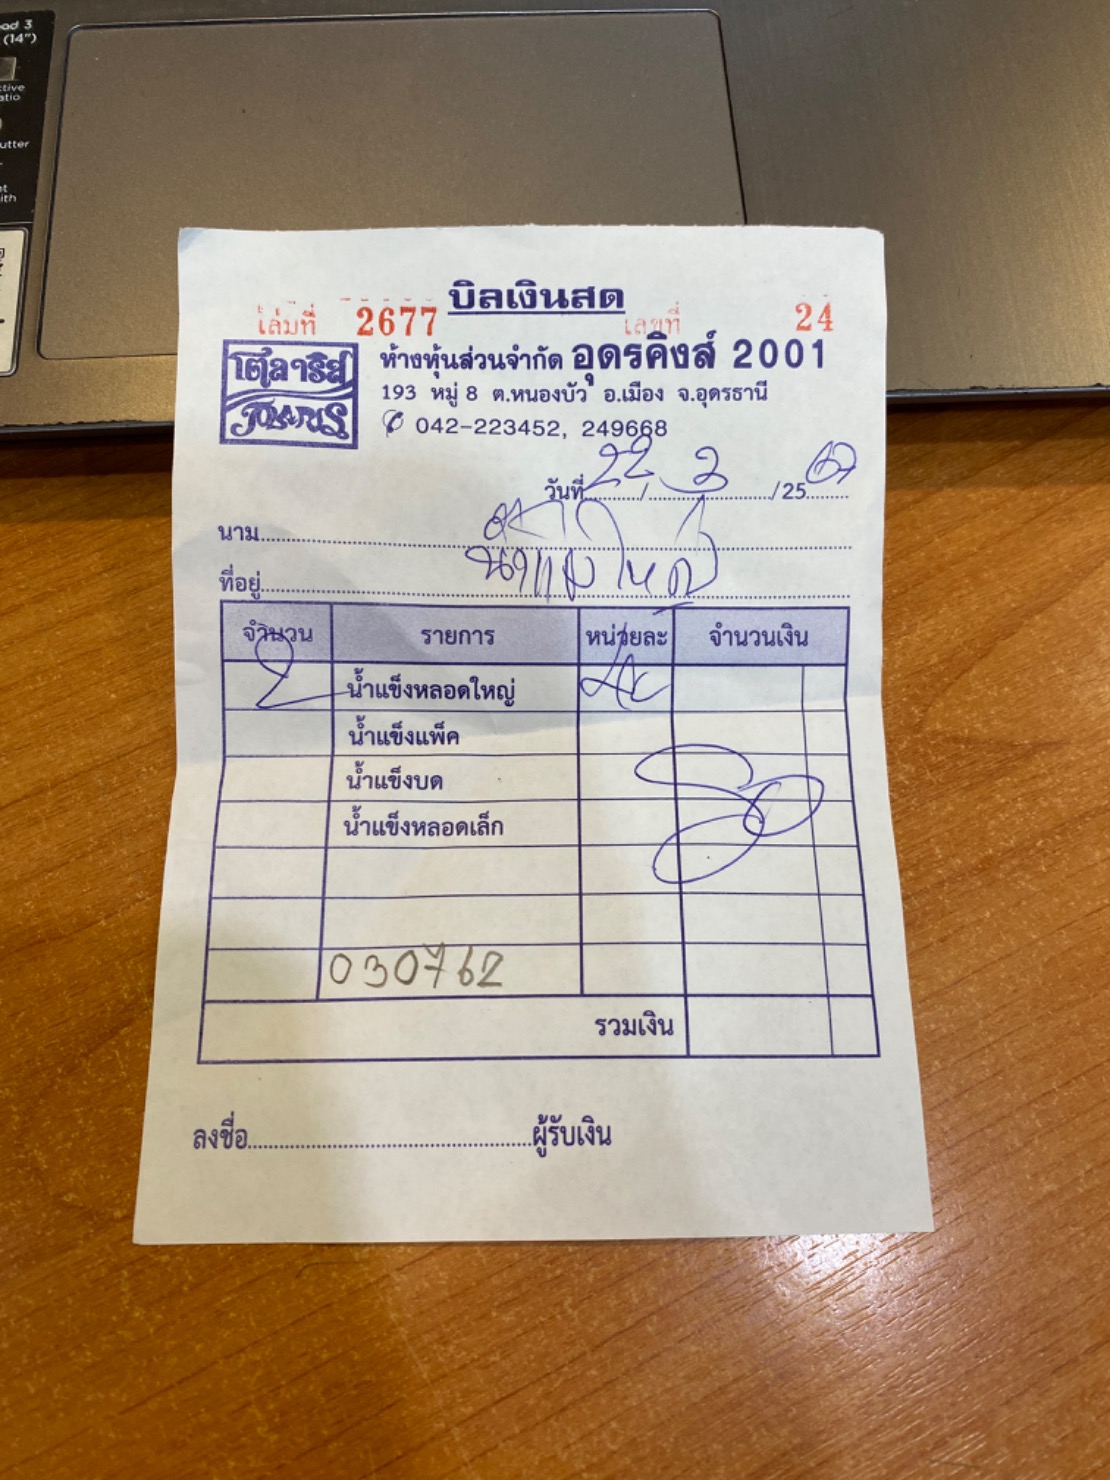 ad 3
(14")
ctive
atio
utter
ith
บิลเงินสด
เล่มที่ 2677 เลขที่ 24
โตลาริส
ห้างหุ้นส่วนจำกัด อุดรคิงส์ 2001
193 หมู่ 8 ต.หนองบัว อ.เมือง จ.อุดรธานี
042-223452, 249668
วันที่ 22 / 2 / 25 67
นาม
ที่อยู่
จำนวน รายการ หน่วยละ จำนวนเงิน
2 น้ำแข็งหลอดใหญ่ 40
น้ำแข็งแพ็ค
น้ำแข็งบด 80
น้ำแข็งหลอดเล็ก
030762
รวมเงิน
ลงชื่อ ผู้รับเงิน